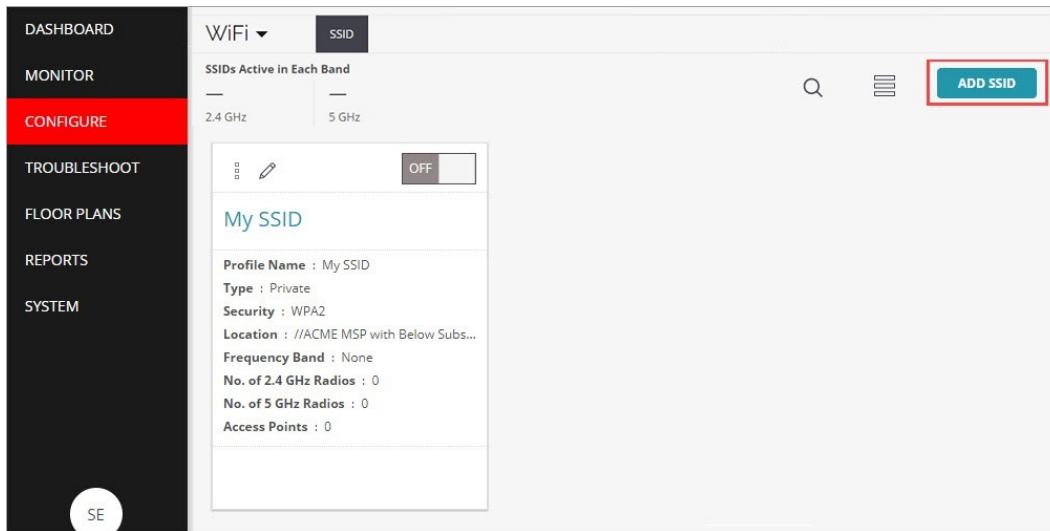 DASHBOARD
MONITOR
CONFIGURE
TROUBLESHOOT
FLOOR PLANS
REPORTS
SYSTEM
SE
WiFi
SSID
SSIDs Active in Each Band
— —
2.4 GHz 5 GHz
ADD SSID
OFF
My SSID
Profile Name : My SSID
Type : Private
Security : WPA2
Location : //ACME MSP with Below Subs...
Frequency Band : None
No. of 2.4 GHz Radios : 0
No. of 5 GHz Radios : 0
Access Points : 0